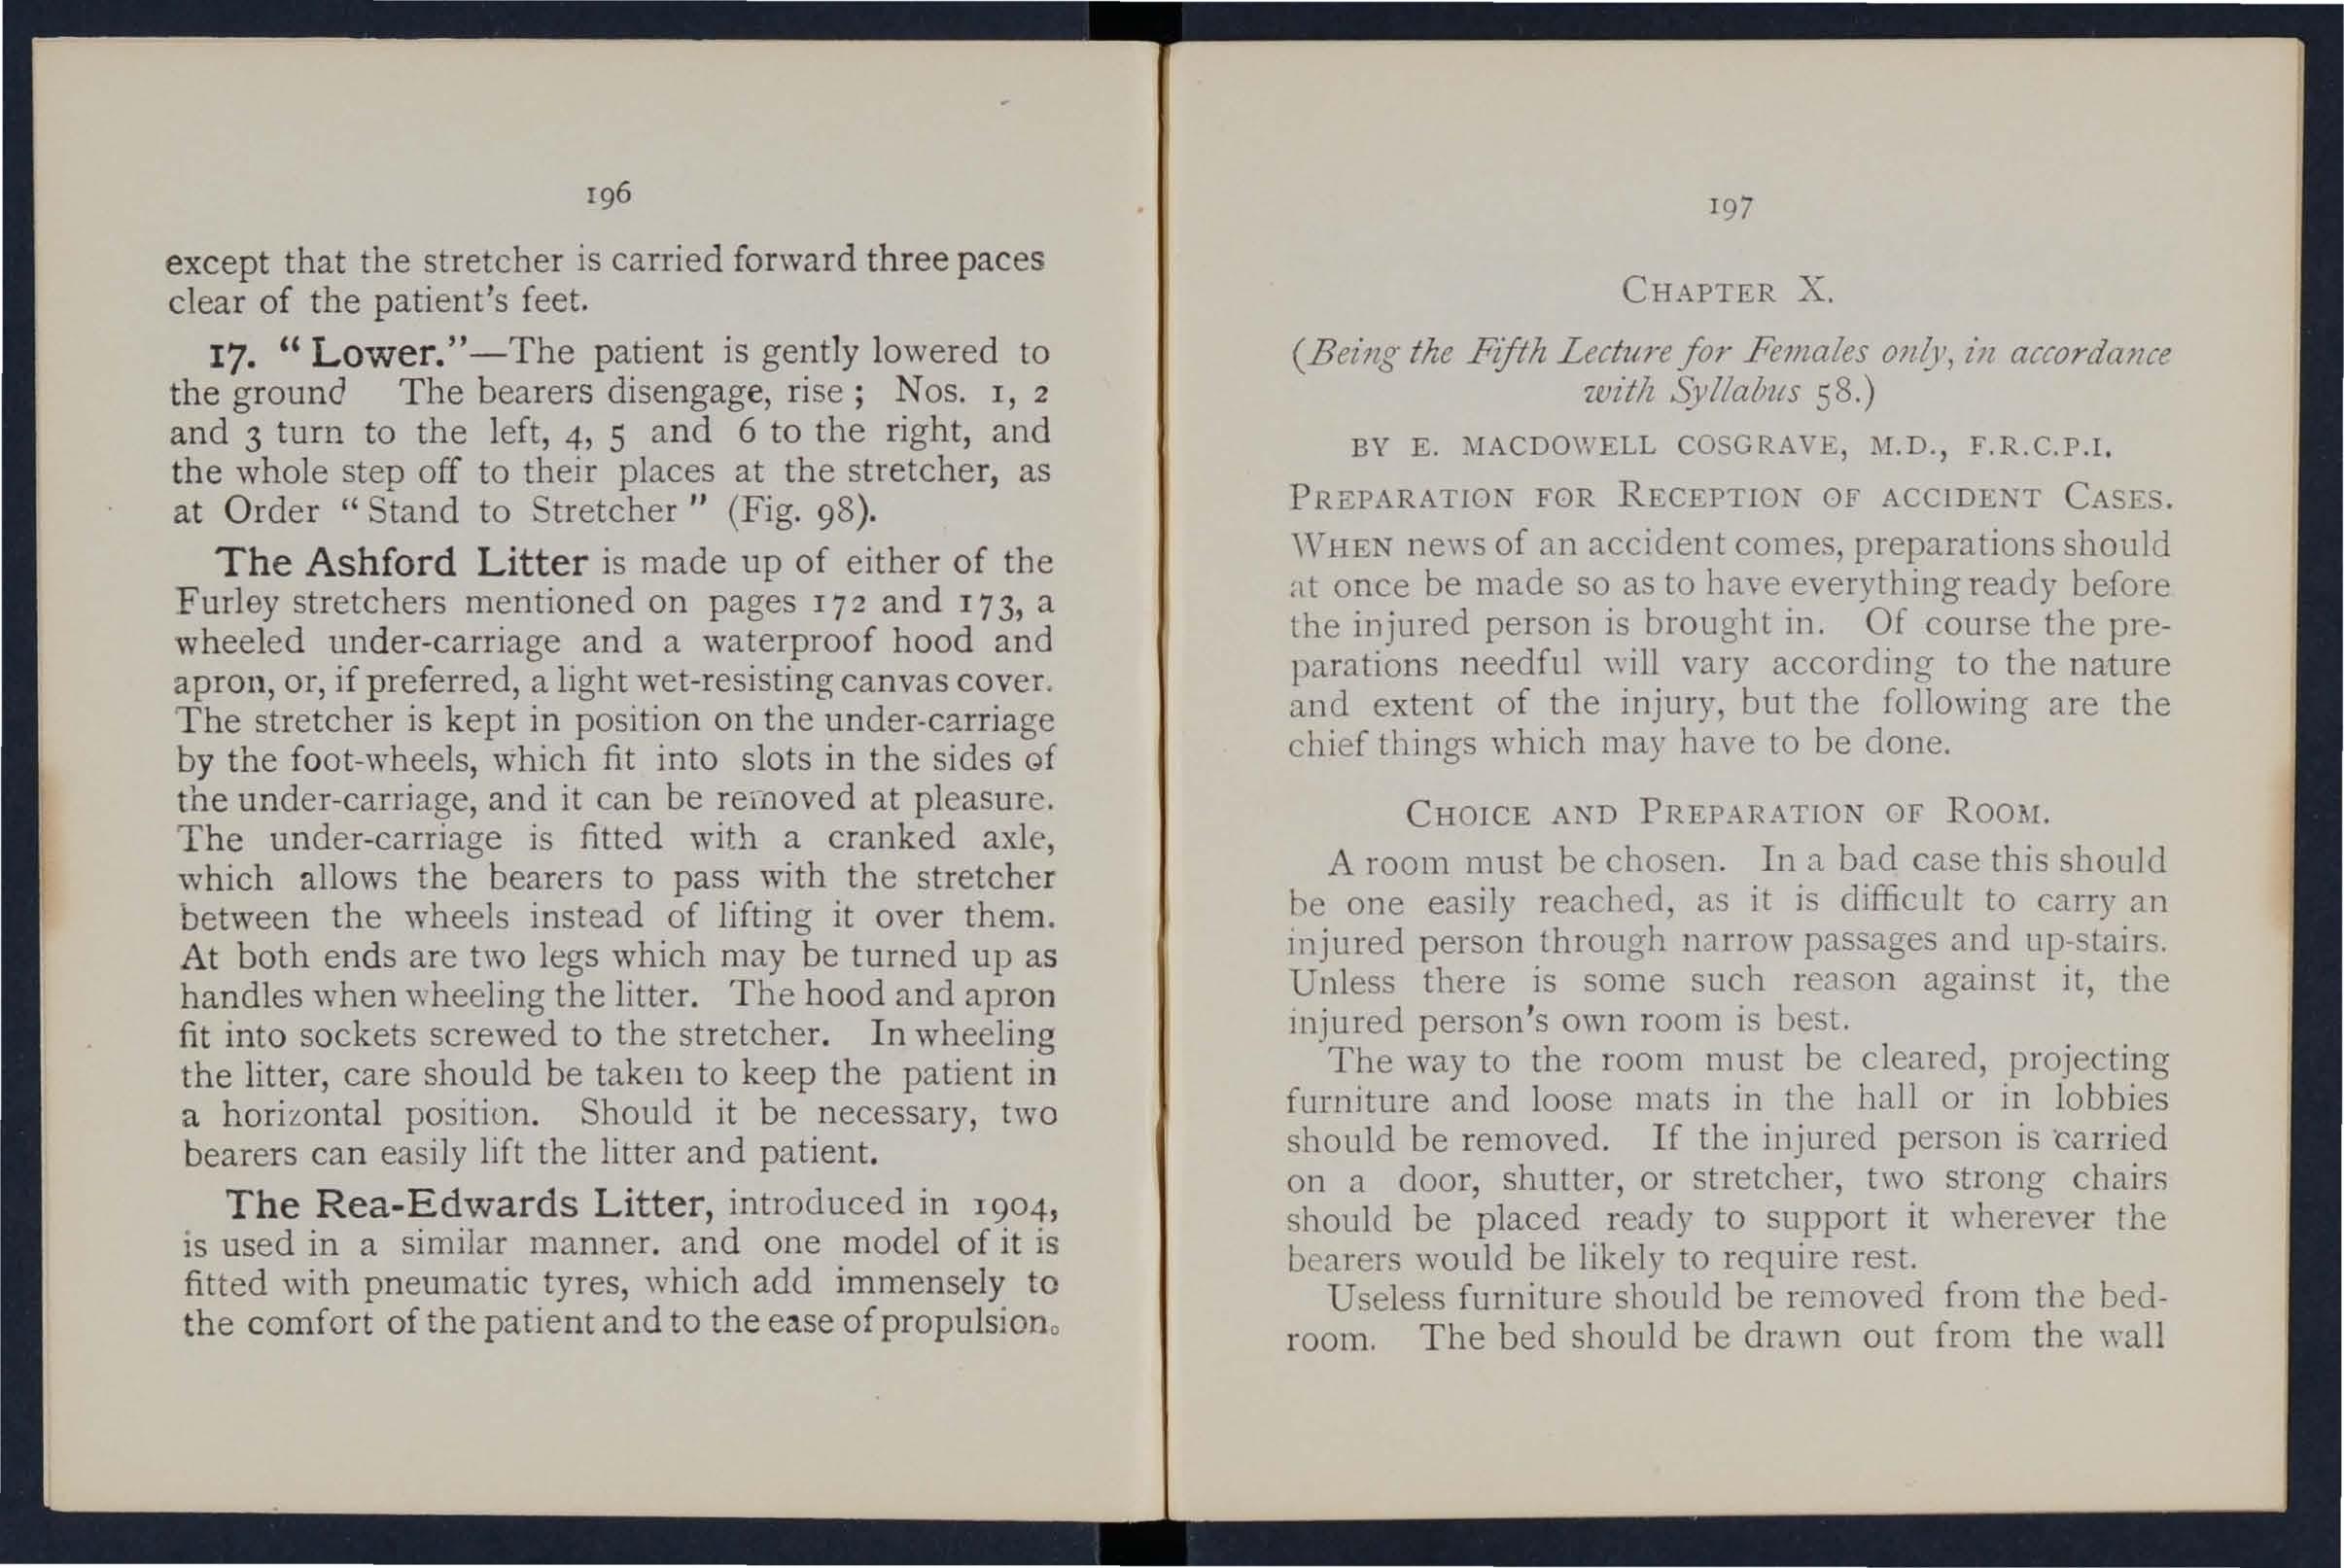 196
except that the stretcher is carried forward three paces
clear of the patient's feet.
17. “ Lower.”—The patient is gently lowered to
the ground The bearers disengage, rise ; Nos. 1, 2
and 3 turn to the left, 4, 5 and 6 to the right, and
the whole step off to their places at the stretcher, as
at Order “ Stand to Stretcher ” (Fig. 98).
The Ashford Litter is made up of either of the
Furley stretchers mentioned on pages 172 and 173, a
wheeled under-carriage and a waterproof hood and
apron, or, if preferred, a light wet-resisting canvas cover.
The stretcher is kept in position on the under-carriage
by the foot-wheels, which fit into slots in the sides of
the under-carriage, and it can be removed at pleasure.
The under-carriage is fitted with a cranked axle,
which allows the bearers to pass with the stretcher
between the wheels instead of lifting it over them.
At both ends are two legs which may be turned up as
handles when wheeling the litter. The hood and apron
fit into sockets screwed to the stretcher. In wheeling
the litter, care should be taken to keep the patient in
a horizontal position. Should it be necessary, two
bearers can easily lift the litter and patient.
The Rea-Edwards Litter, introduced in 1904,
is used in a similar manner. and one model of it is
fitted with pneumatic tyres, which add immensely to
the comfort of the patient and to the ease of propulsion.
197
CHAPTER X.
(Being the Fifth Lecture for Females only, in accordance
with Syllabus 58.)
BY E. MACDOWELL COSGRAVE, M.D., F.R.C.P.I.
PREPARATION FOR RECEPTION OF ACCIDENT CASES.
WHEN news of an accident comes, preparations should
at once be made so as to have everything ready before
the injured person is brought in. Of course the pre-
parations needful will vary according to the nature
and extent of the injury, but the following are the
chief things which may have to be done.
CHOICE AND PREPARATION OF ROOM.
A room must be chosen. In a bad case this should
be one easily reached, as it is difficult to carry an
injured person through narrow passages and up-stairs.
Unless there is some such reason against it, the
injured person's own room is best.
The way to the room must be cleared, projecting
furniture and loose mats in the hall or in lobbies
should be removed. If the injured person is carried
on a door, shutter, or stretcher, two strong chairs
should be placed ready to support it wherever the
bearers would be likely to require rest.
Useless furniture should be removed from the bed-
room. The bed should be drawn out from the wall